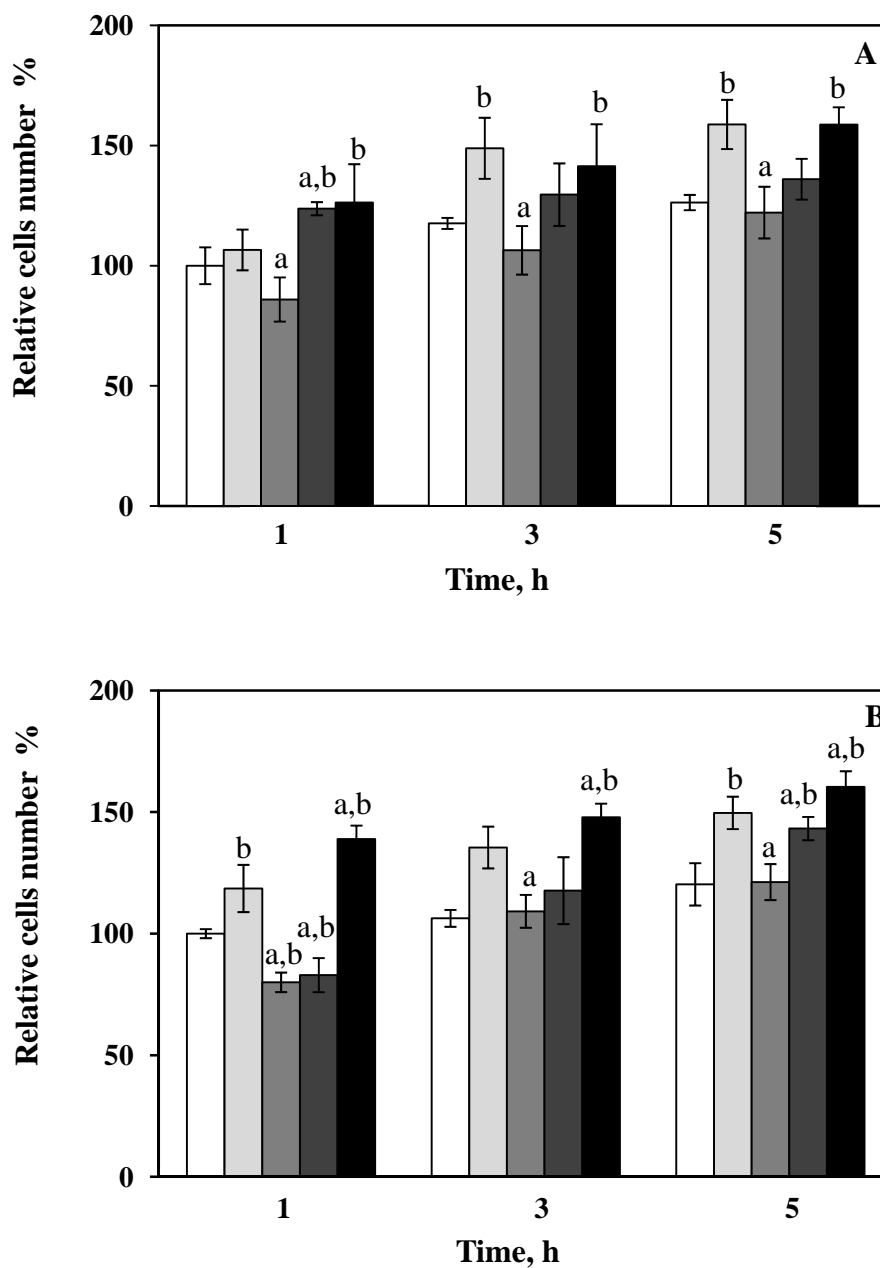 200
A
b
b
b
b
b
150
a,b
a
a
100
a
50
0
1 3 5
Relative cells number %
Time, h
200
B
a,b
a,b
b
a,b
150
a,b
b
a
a
a,b
100
a,b
50
0
1 3 5
Relative cells number %
Time, h